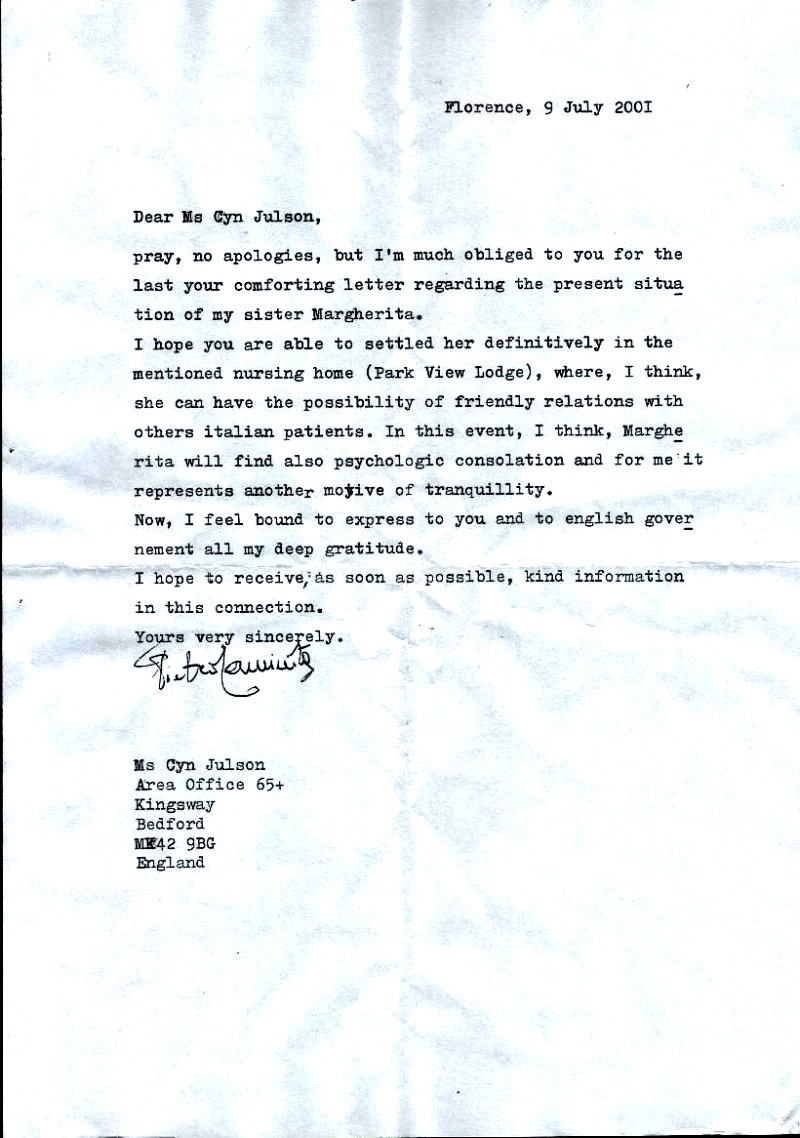 Florence, 9 July 200I
Dear Ms Cyn Julson,
pray, no apologies, but I'm much obliged to you for the
last your comforting letter regarding the present situa
tion of my sister Margherita.
I hope you are able to settled her definitively in the
mentioned nursing home (Park View Lodge), where, I think,
she can have the possibility of friendly relations with
others italian patients. In this event, I think, Marghe
rita will find also psychologic consolation and for me it
represents another motive of tranquillity.
Now, I feel bound to express to you and to english gover
nement all my deep gratitude.
I hope to receive, as soon as possible, kind information
in this connection.
Yours very sincerely.
Ms Cyn Julson
Area Office 65+
Kingsway
Bedford
MK42 9BG
England